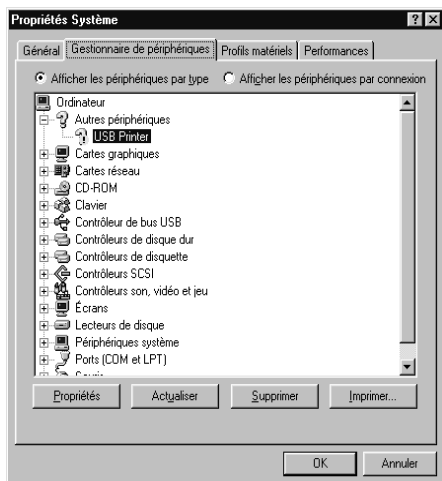 Propriétés Système
Général Gestionnaire de périphériques Profils matériels Performances
Afficher les périphériques par type Afficher les périphériques par connexion
Ordinateur
Autres périphériques
USB Printer
Cartes graphiques
Cartes réseau
CD-ROM
Clavier
Contrôleur de bus USB
Contrôleurs de disque dur
Contrôleurs de disquette
Contrôleurs SCSI
Contrôleurs son, vidéo et jeu
Écrans
Lecteurs de disque
Périphériques système
Ports (COM et LPT)
Propriétés Actualiser Supprimer Imprimer...
OK Annuler